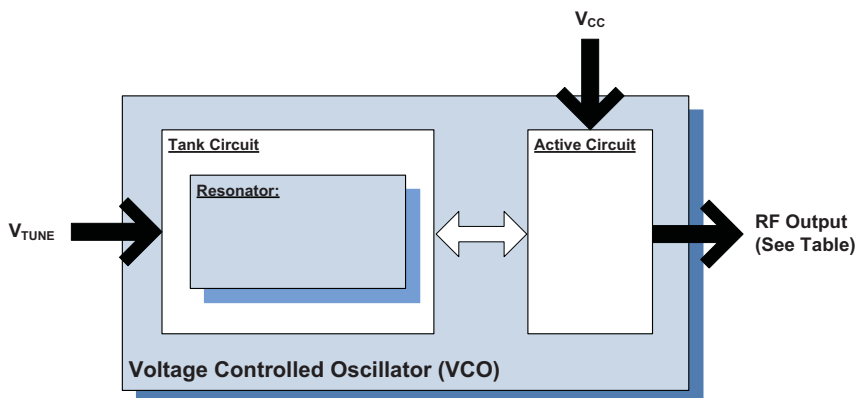 VCC
Tank Circuit
Active Circuit
Resonator:
VTUNE
RF Output
(See Table)
Voltage Controlled Oscillator (VCO)